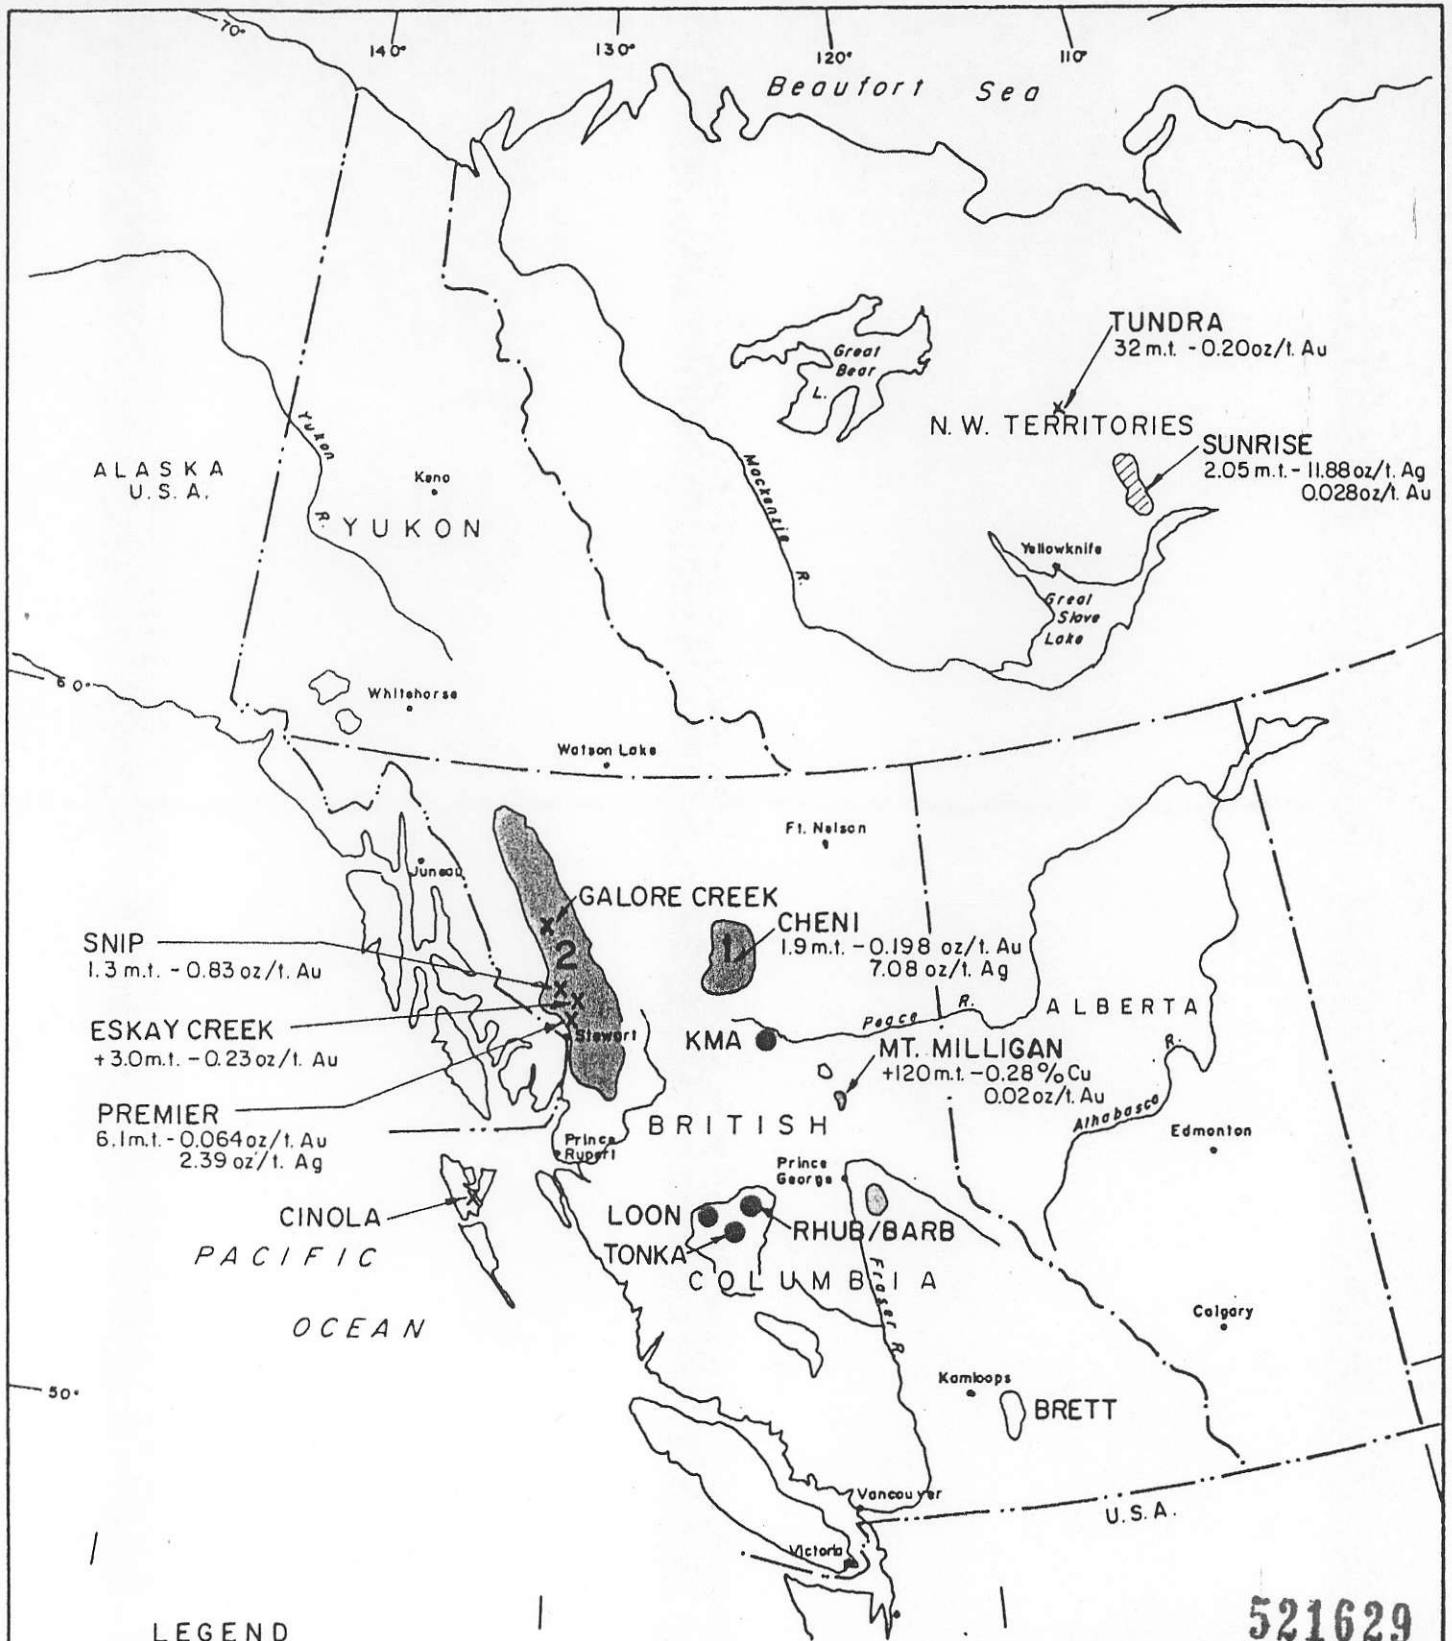 70°
140°
130°
120°
110°
Beaufort Sea
TUNDRA
32 m.t. - 0.20oz/t. Au
Great
Bear
L.
N.W. TERRITORIES
SUNRISE
2.05 m.t. - 11.88 oz/t. Ag
0.028oz/t. Au
ALASKA
U.S.A.
Yukon
R.
Keno
YUKON
Mackenzie
R.
Yellowknife
Great
Slave
Lake
60°
Whitehorse
Watson Lake
Ft. Nelson
Juneau
GALORE CREEK
2
1
CHENI
1.9 m.t. - 0.198 oz/t. Au
7.08 oz/t. Ag
SNIP
1.3 m.t. - 0.83 oz/t. Au
ESKAY CREEK
+3.0m.t. - 0.23 oz/t. Au
Stewart
KMA
Peace
R.
ALBERTA
R.
MT. MILLIGAN
+120 m.t. - 0.28% Cu
0.02 oz/t. Au
PREMIER
6.1m.t. - 0.064oz/t. Au
2.39 oz/t. Ag
BRITISH
Athabasca
Edmonton
Prince
Rupert
Prince
George
CINOLA
LOON
RHUB/BARB
TONKA
PACIFIC
COLUMBIA
Fraser R.
OCEAN
Calgary
50°
Kamloops
BRETT
Vancouver
U.S.A.
Victoria
LEGEND
521629